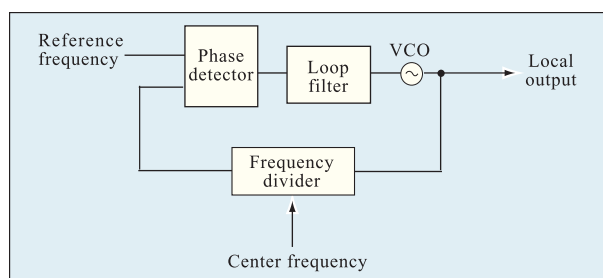 Reference
frequency
Phase
detector
Loop
filter
VCO
Local
output
Frequency
divider
Center frequency